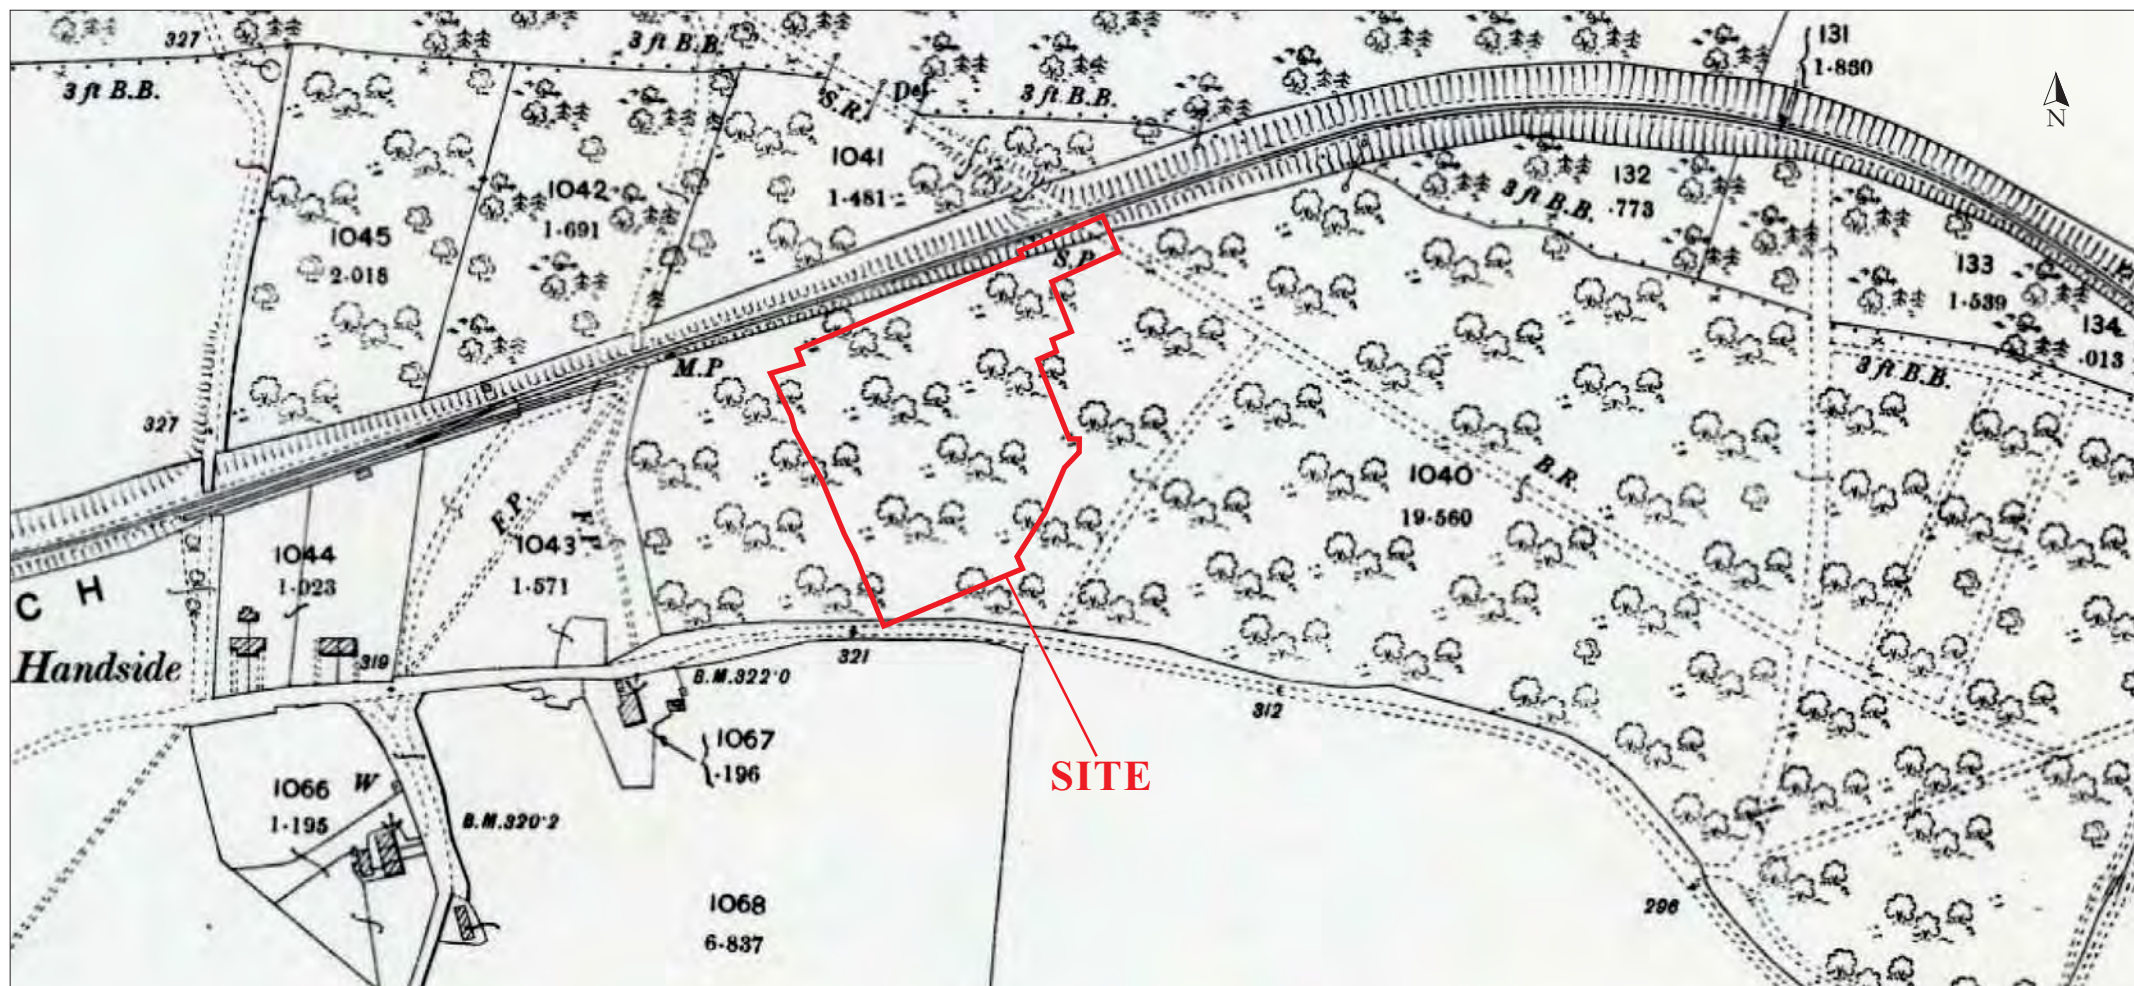 327
3 ft B.B.
131
1·830
3 ft B.B.
S.R.
Def
3 ft B.B.
N
1041
1·481
1042
1·691
132
·773
3 ft B.B.
1045
2·018
S.P.
133
1·539
134
·013
M.P
3 ft B.B.
327
B.R.
1040
19·560
F.P.
F.P
1044
1·023
1043
1·571
C H
Handside
319
321
B.M.322·0
312
1067
·196
SITE
1066
W
1·195
B.M.320·2
1068
6·837
296